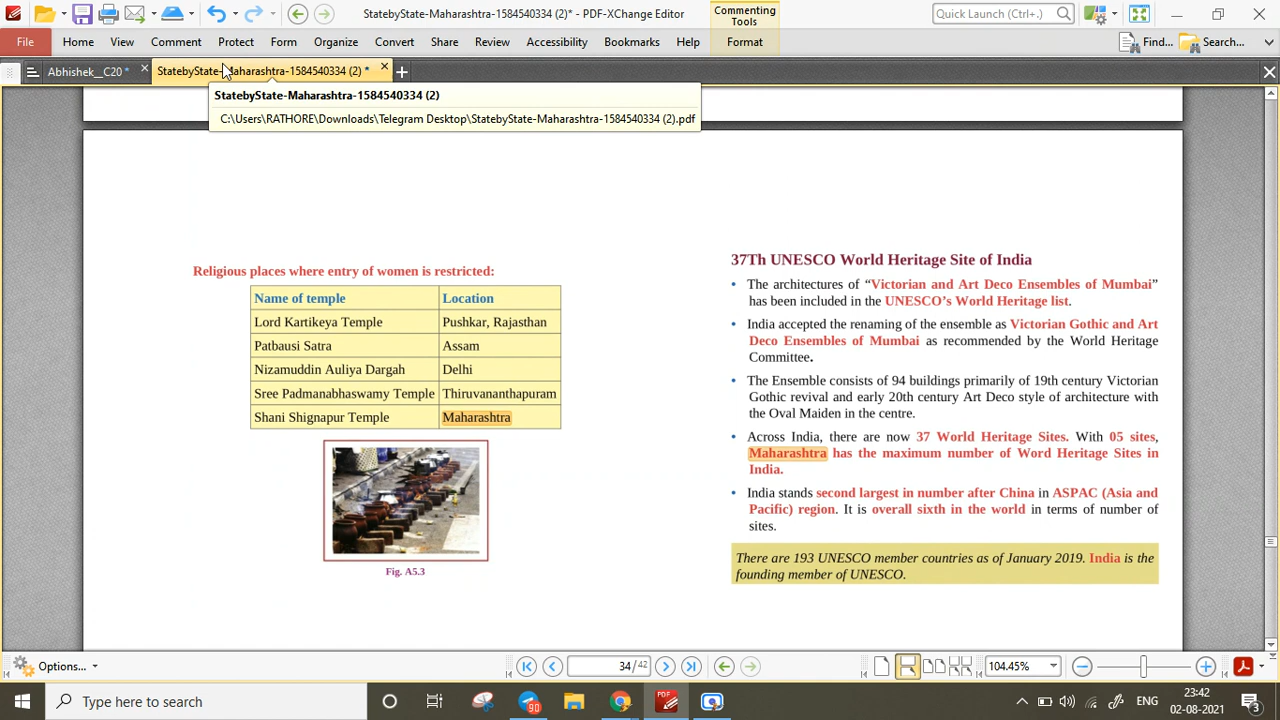 StatebyState-Maharashtra-1584540334 (2)* - PDF-XChange Editor
Commenting
Tools
Quick Launch (Ctrl+.)
File Home View Comment Protect Form Organize Convert Share Review Accessibility Bookmarks Help Format Find... Search...
Abhishek__C20 * StatebyState-Maharashtra-1584540334 (2) *
StatebyState-Maharashtra-1584540334 (2)
C:\Users\RATHORE\Downloads\Telegram Desktop\StatebyState-Maharashtra-1584540334 (2).pdf
Religious places where entry of women is restricted:
Name of temple Location
Lord Kartikeya Temple Pushkar, Rajasthan
Patbausi Satra Assam
Nizamuddin Auliya Dargah Delhi
Sree Padmanabhaswamy Temple Thiruvananthapuram
Shani Shignapur Temple Maharashtra
Fig. A5.3
37Th UNESCO World Heritage Site of India
• The architectures of “Victorian and Art Deco Ensembles of Mumbai”
has been included in the UNESCO’s World Heritage list.
• India accepted the renaming of the ensemble as Victorian Gothic and Art
Deco Ensembles of Mumbai as recommended by the World Heritage
Committee.
• The Ensemble consists of 94 buildings primarily of 19th century Victorian
Gothic revival and early 20th century Art Deco style of architecture with
the Oval Maiden in the centre.
• Across India, there are now 37 World Heritage Sites. With 05 sites,
Maharashtra has the maximum number of Word Heritage Sites in
India.
• India stands second largest in number after China in ASPAC (Asia and
Pacific) region. It is overall sixth in the world in terms of number of
sites.
There are 193 UNESCO member countries as of January 2019. India is the
founding member of UNESCO.
Options... 34 / 42 104.45%
Type here to search 90 PDF ENG 23:42
02-08-2021 3